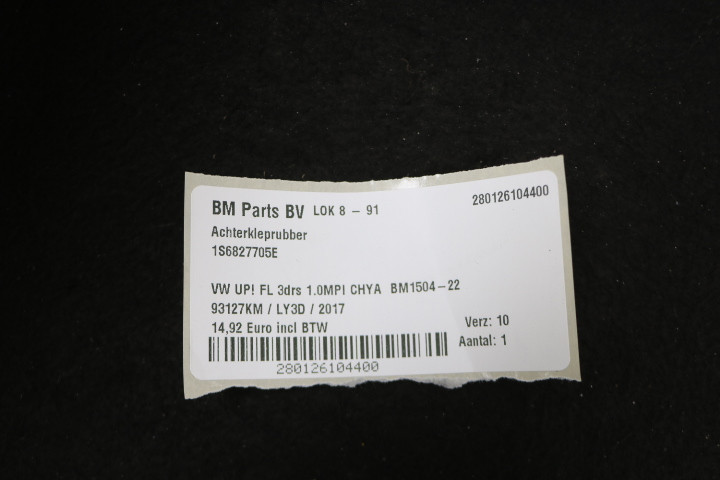 BM Parts BV LOK 8 - 91 280126104400
Achterkleprubber
1S6827705E
VW UP! FL 3drs 1.0MPI CHYA BM1504-22
93127KM / LY3D / 2017
14,92 Euro incl BTW Verz: 10
Aantal: 1
280126104400